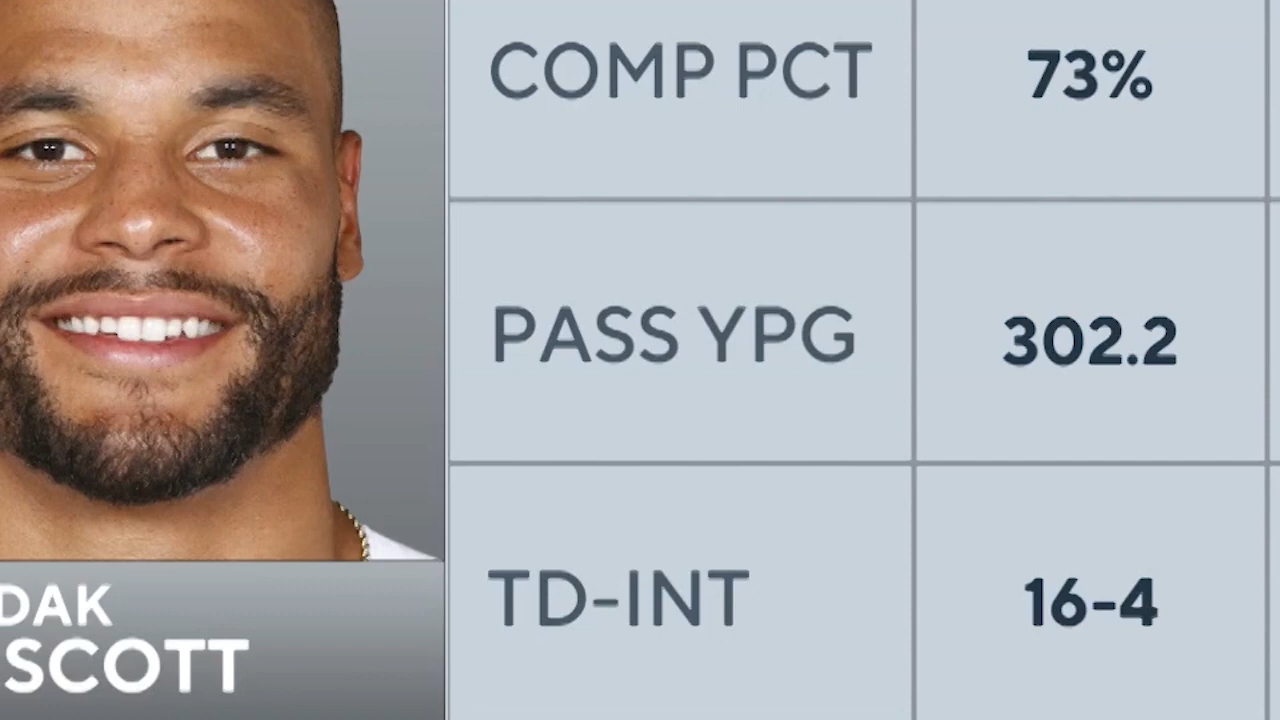 COMP PCT 73%
PASS YPG 302.2
TD-INT 16-4
DAK
SCOTT